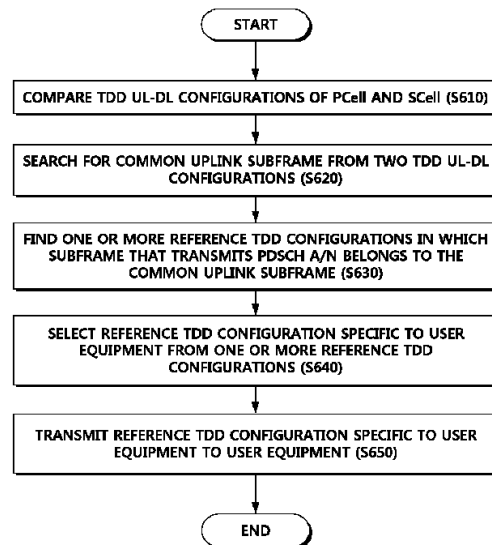 START
COMPARE TDD UL-DL CONFIGURATIONS OF PCell AND SCell (S610)
SEARCH FOR COMMON UPLINK SUBFRAME FROM TWO TDD UL-DL
CONFIGURATIONS (S620)
FIND ONE OR MORE REFERENCE TDD CONFIGURATIONS IN WHICH
SUBFRAME THAT TRANSMITS PDSCH A/N BELONGS TO THE
COMMON UPLINK SUBFRAME (S630)
SELECT REFERENCE TDD CONFIGURATION SPECIFIC TO USER
EQUIPMENT FROM ONE OR MORE REFERENCE TDD
CONFIGURATIONS (S640)
TRANSMIT REFERENCE TDD CONFIGURATION SPECIFIC TO USER
EQUIPMENT TO USER EQUIPMENT (S650)
END